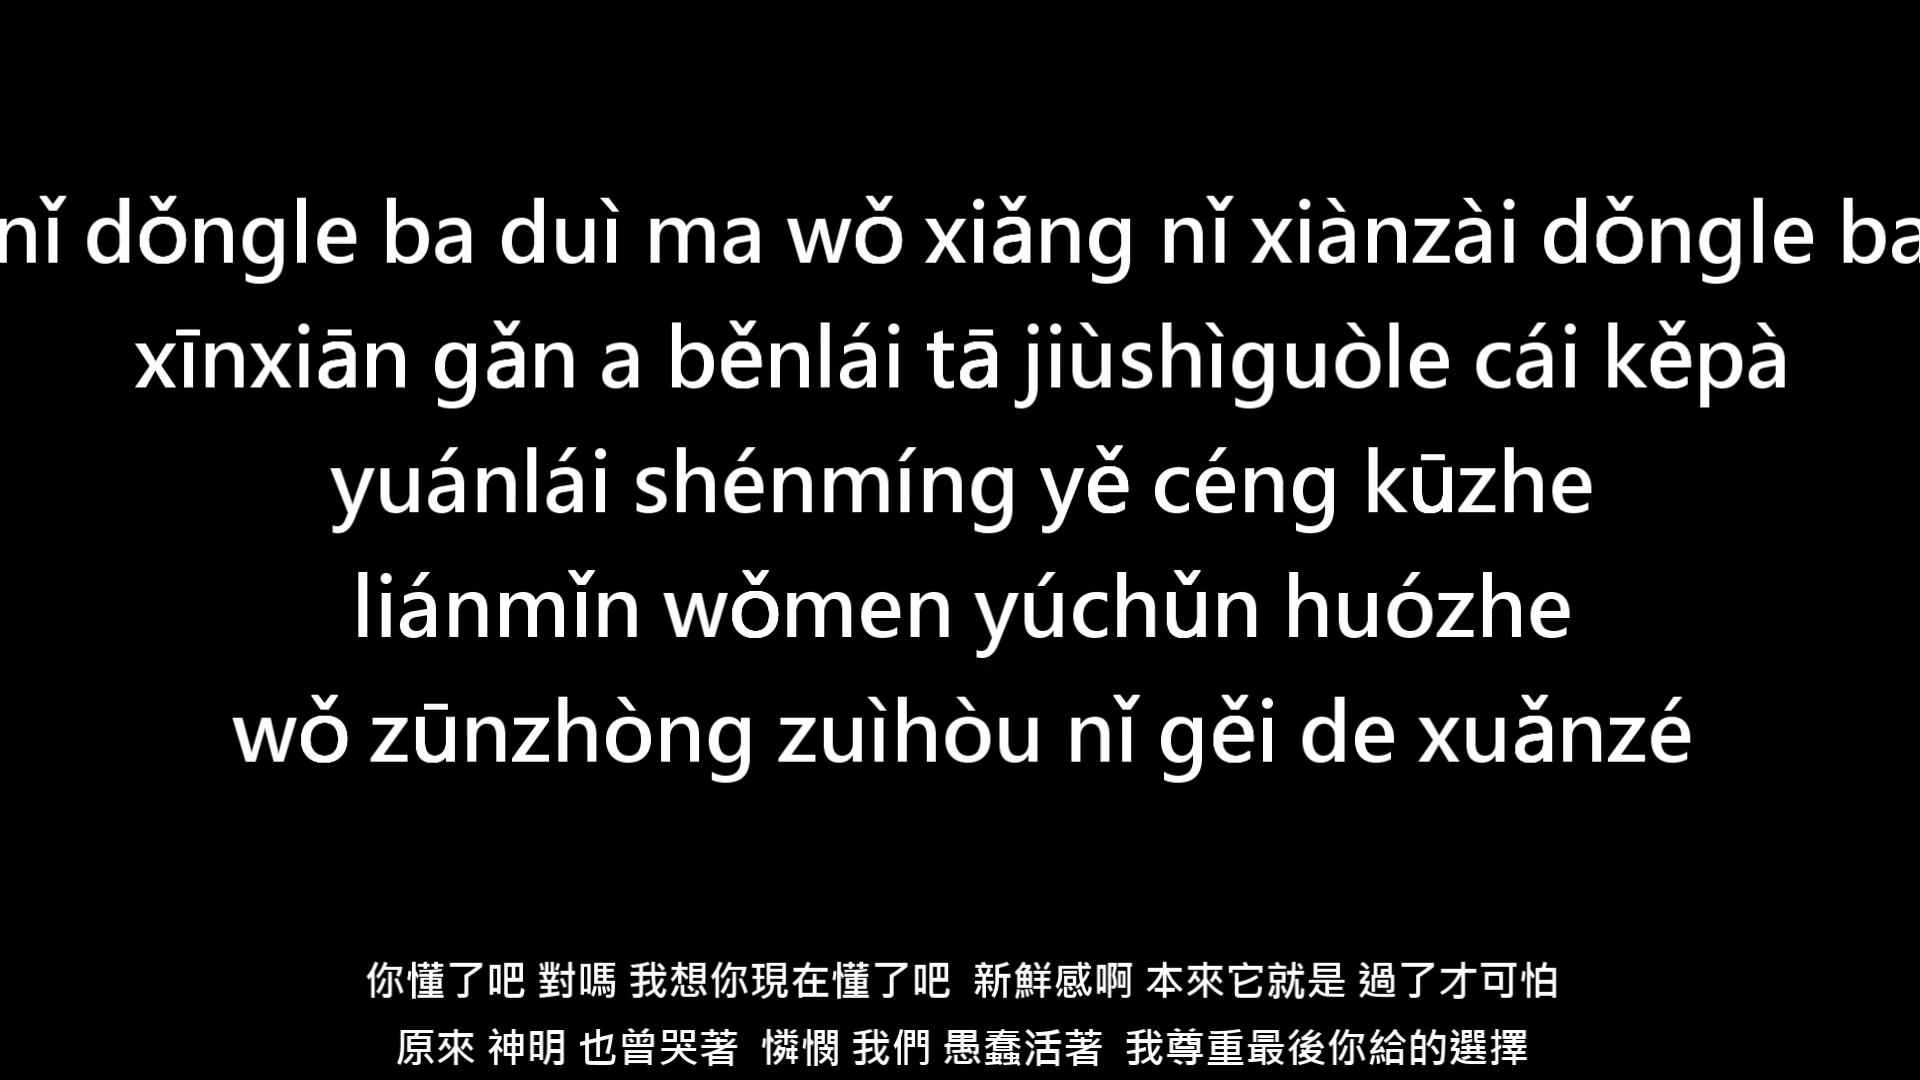 nǐ dǒngle ba duì ma wǒ xiǎng nǐ xiànzài dǒngle ba
xīnxiān gǎn a běnlái tā jiùshìguòle cái kěpà
yuánlái shénmíng yě céng kūzhe
liánmǐn wǒmen yúchǔn huózhe
wǒ zūnzhòng zuìhòu nǐ gěi de xuǎnzé
你懂了吧 對嗎 我想你現在懂了吧 新鮮感啊 本來它就是 過了才可怕
原來 神明 也曾哭著 憐憫 我們 愚蠢活著 我尊重最後你給的選擇